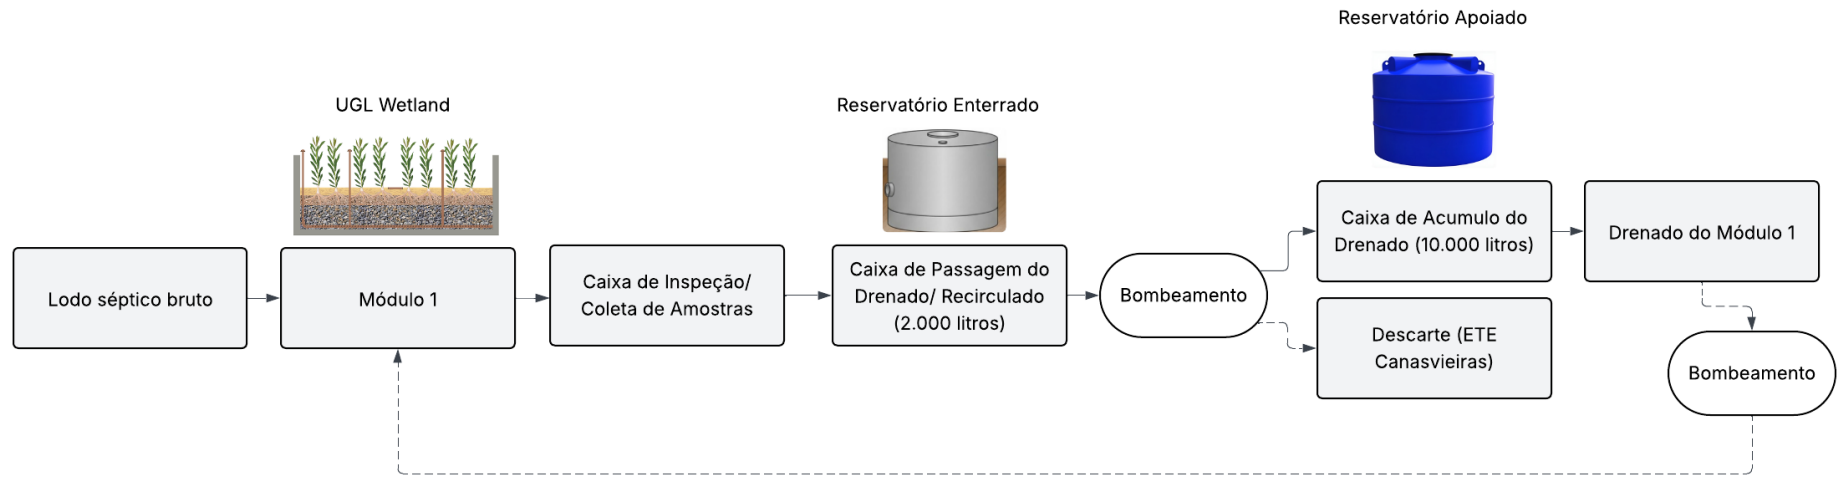 Reservatório Apoiado
UGL Wetland
Reservatório Enterrado
Lodo séptico bruto
Módulo 1
Caixa de Inspeção/
Coleta de Amostras
Caixa de Passagem do
Drenado/ Recirculado
(2.000 litros)
Bombeamento
Caixa de Acumulo do
Drenado (10.000 litros)
Drenado do Módulo 1
Descarte (ETE
Canasvieiras)
Bombeamento